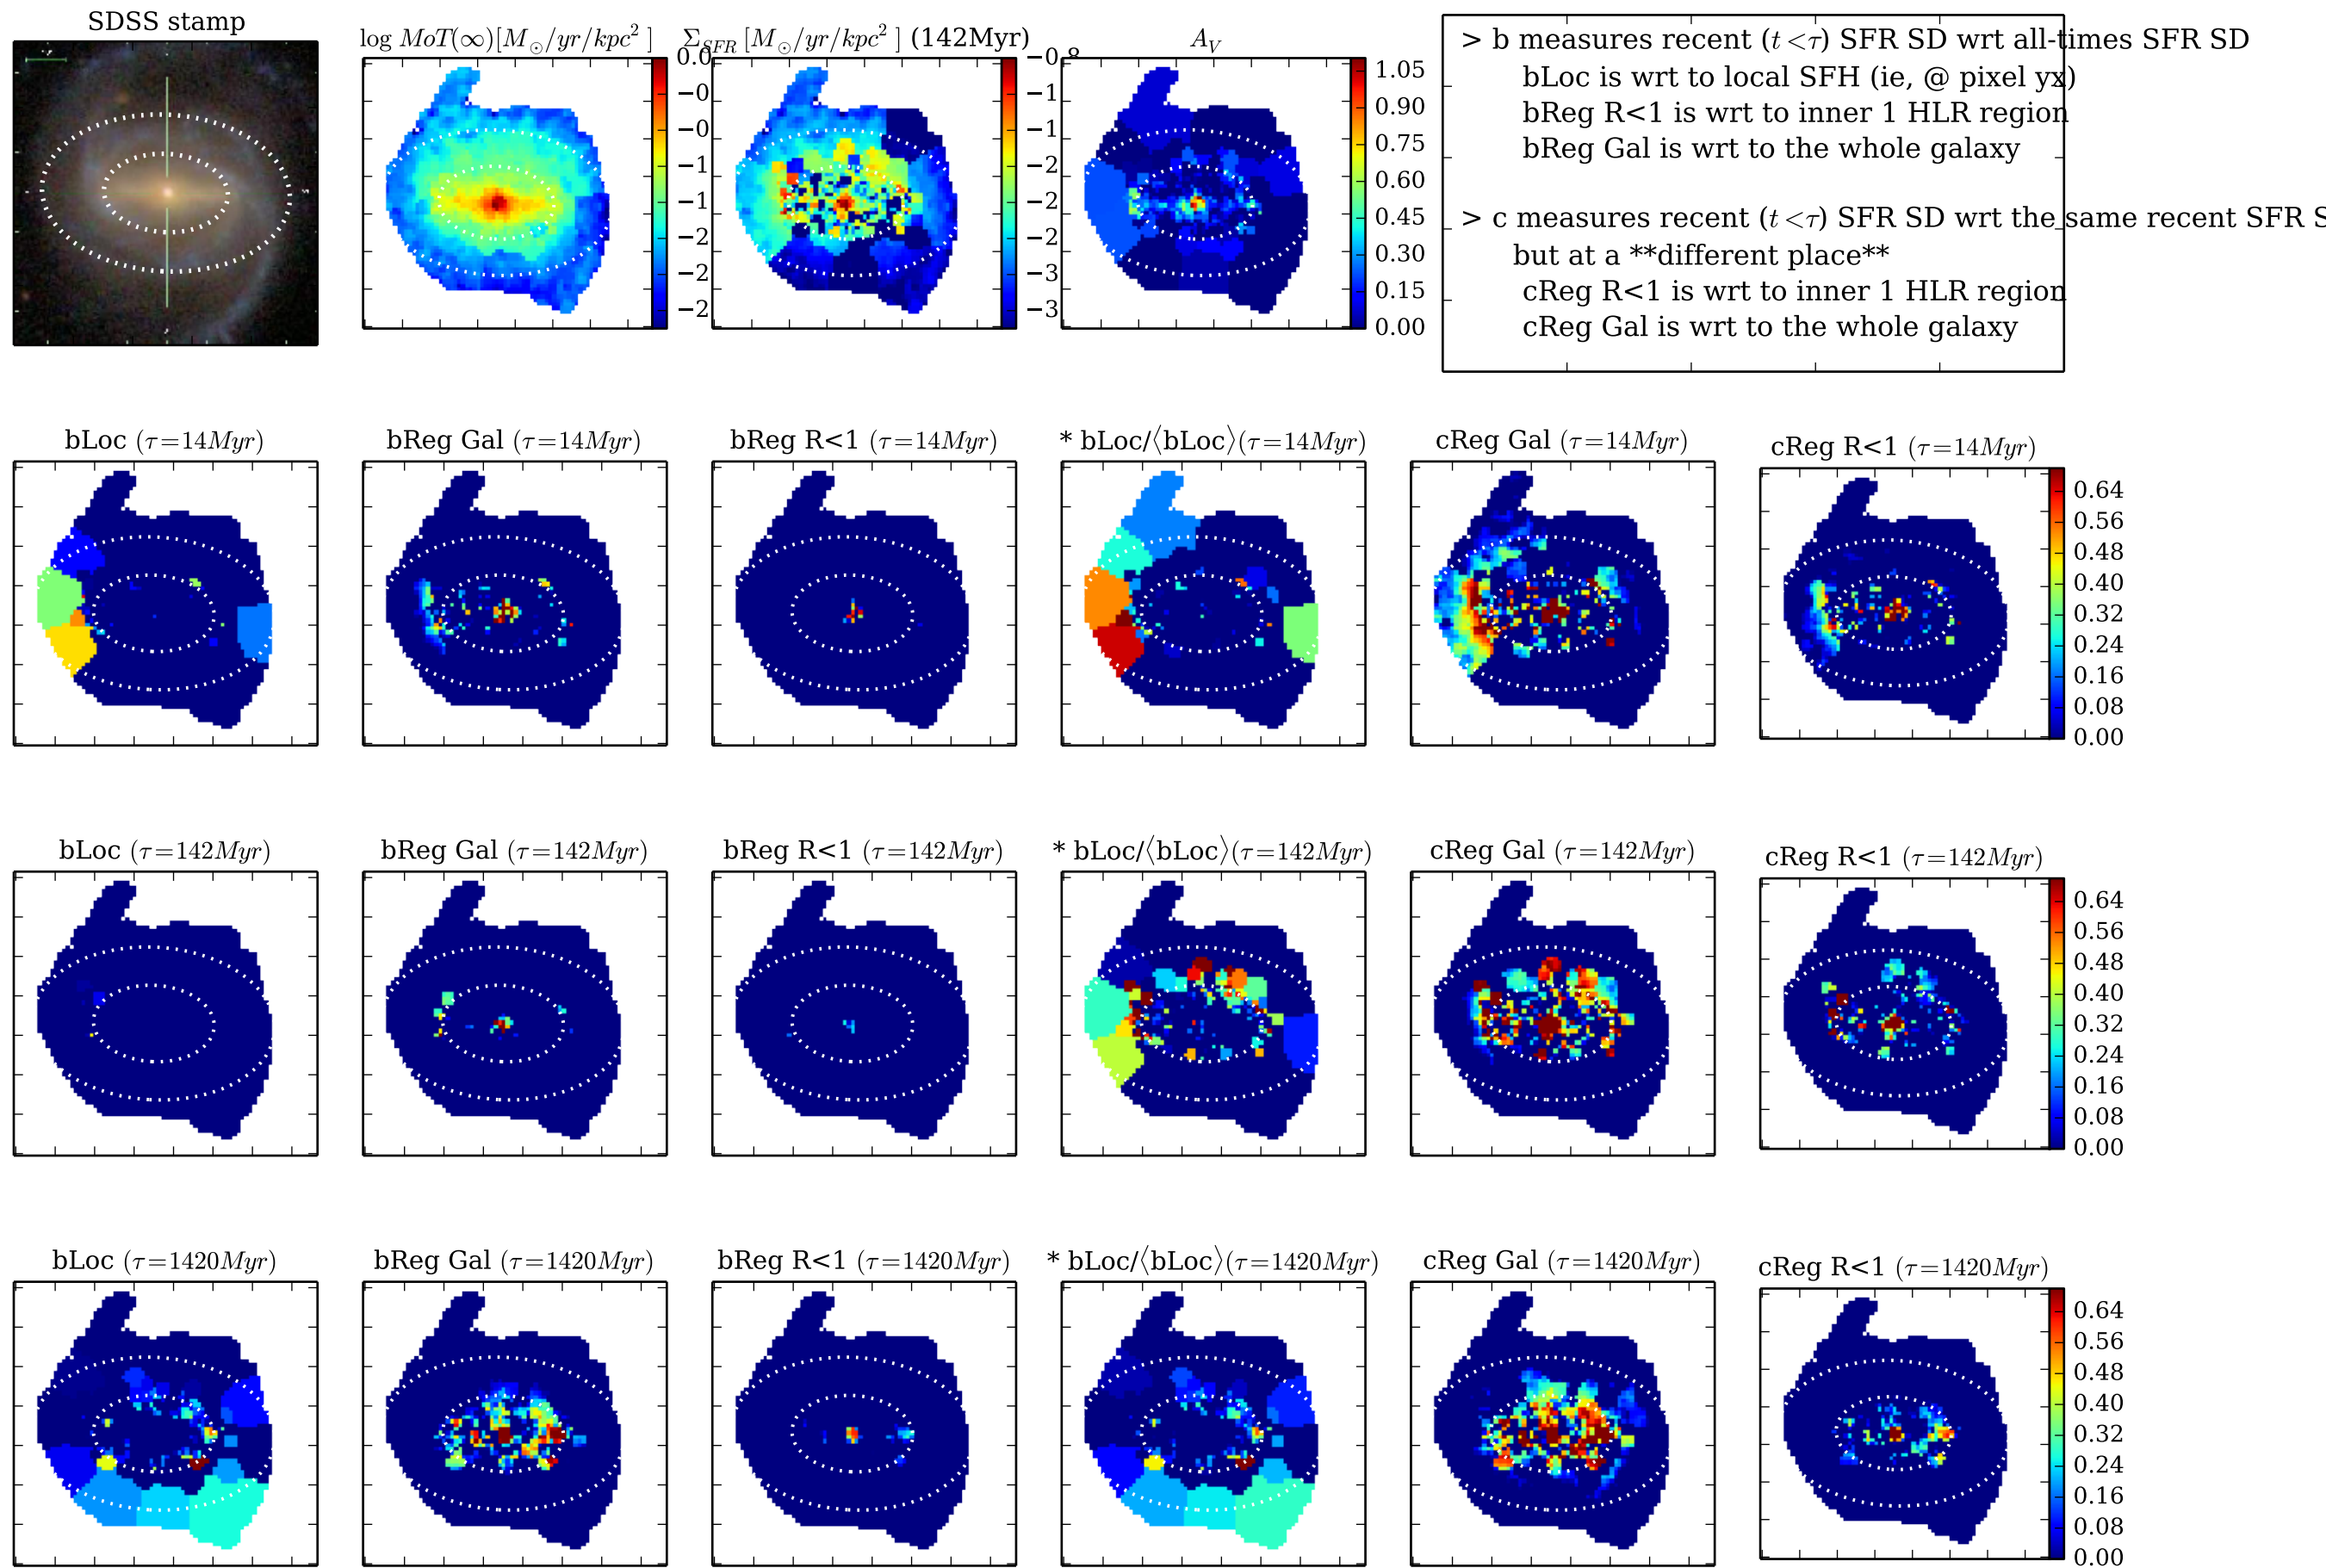 SDSS stamp
log MoT(∞)[M⊙/yr/kpc²]
Σ_SFR [M⊙/yr/kpc²] (142Myr)
A_V
0.0
−0
−0
−1
−1
−2
−2
−2
−0.8
−1
−1
−2
−2
−2
−3
−3
1.05
0.90
0.75
0.60
0.45
0.30
0.15
0.00
> b measures recent (t<τ) SFR SD wrt all-times SFR SD
bLoc is wrt to local SFH (ie, @ pixel yx)
bReg R<1 is wrt to inner 1 HLR region
bReg Gal is wrt to the whole galaxy
> c measures recent (t<τ) SFR SD wrt the same recent SFR S
but at a **different place**
cReg R<1 is wrt to inner 1 HLR region
cReg Gal is wrt to the whole galaxy
bLoc (τ=14Myr)
bReg Gal (τ=14Myr)
bReg R<1 (τ=14Myr)
* bLoc/⟨bLoc⟩(τ=14Myr)
cReg Gal (τ=14Myr)
cReg R<1 (τ=14Myr)
0.64
0.56
0.48
0.40
0.32
0.24
0.16
0.08
0.00
bLoc (τ=142Myr)
bReg Gal (τ=142Myr)
bReg R<1 (τ=142Myr)
* bLoc/⟨bLoc⟩(τ=142Myr)
cReg Gal (τ=142Myr)
cReg R<1 (τ=142Myr)
0.64
0.56
0.48
0.40
0.32
0.24
0.16
0.08
0.00
bLoc (τ=1420Myr)
bReg Gal (τ=1420Myr)
bReg R<1 (τ=1420Myr)
* bLoc/⟨bLoc⟩(τ=1420Myr)
cReg Gal (τ=1420Myr)
cReg R<1 (τ=1420Myr)
0.64
0.56
0.48
0.40
0.32
0.24
0.16
0.08
0.00